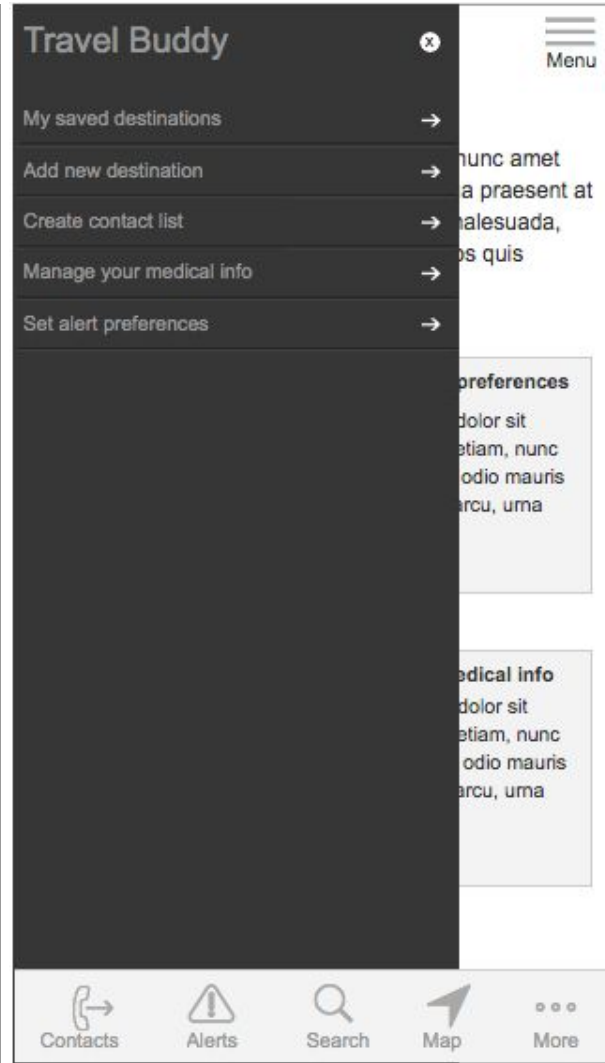 Travel Buddy
x
Menu
My saved destinations
Add new destination
Create contact list
Manage your medical info
Set alert preferences
nunc amet
a praesent at
malesuada,
os quis
preferences
dolor sit
etiam, nunc
odio mauris
arcu, urna
edical info
dolor sit
etiam, nunc
odio mauris
arcu, urna
Contacts
Alerts
Search
Map
More